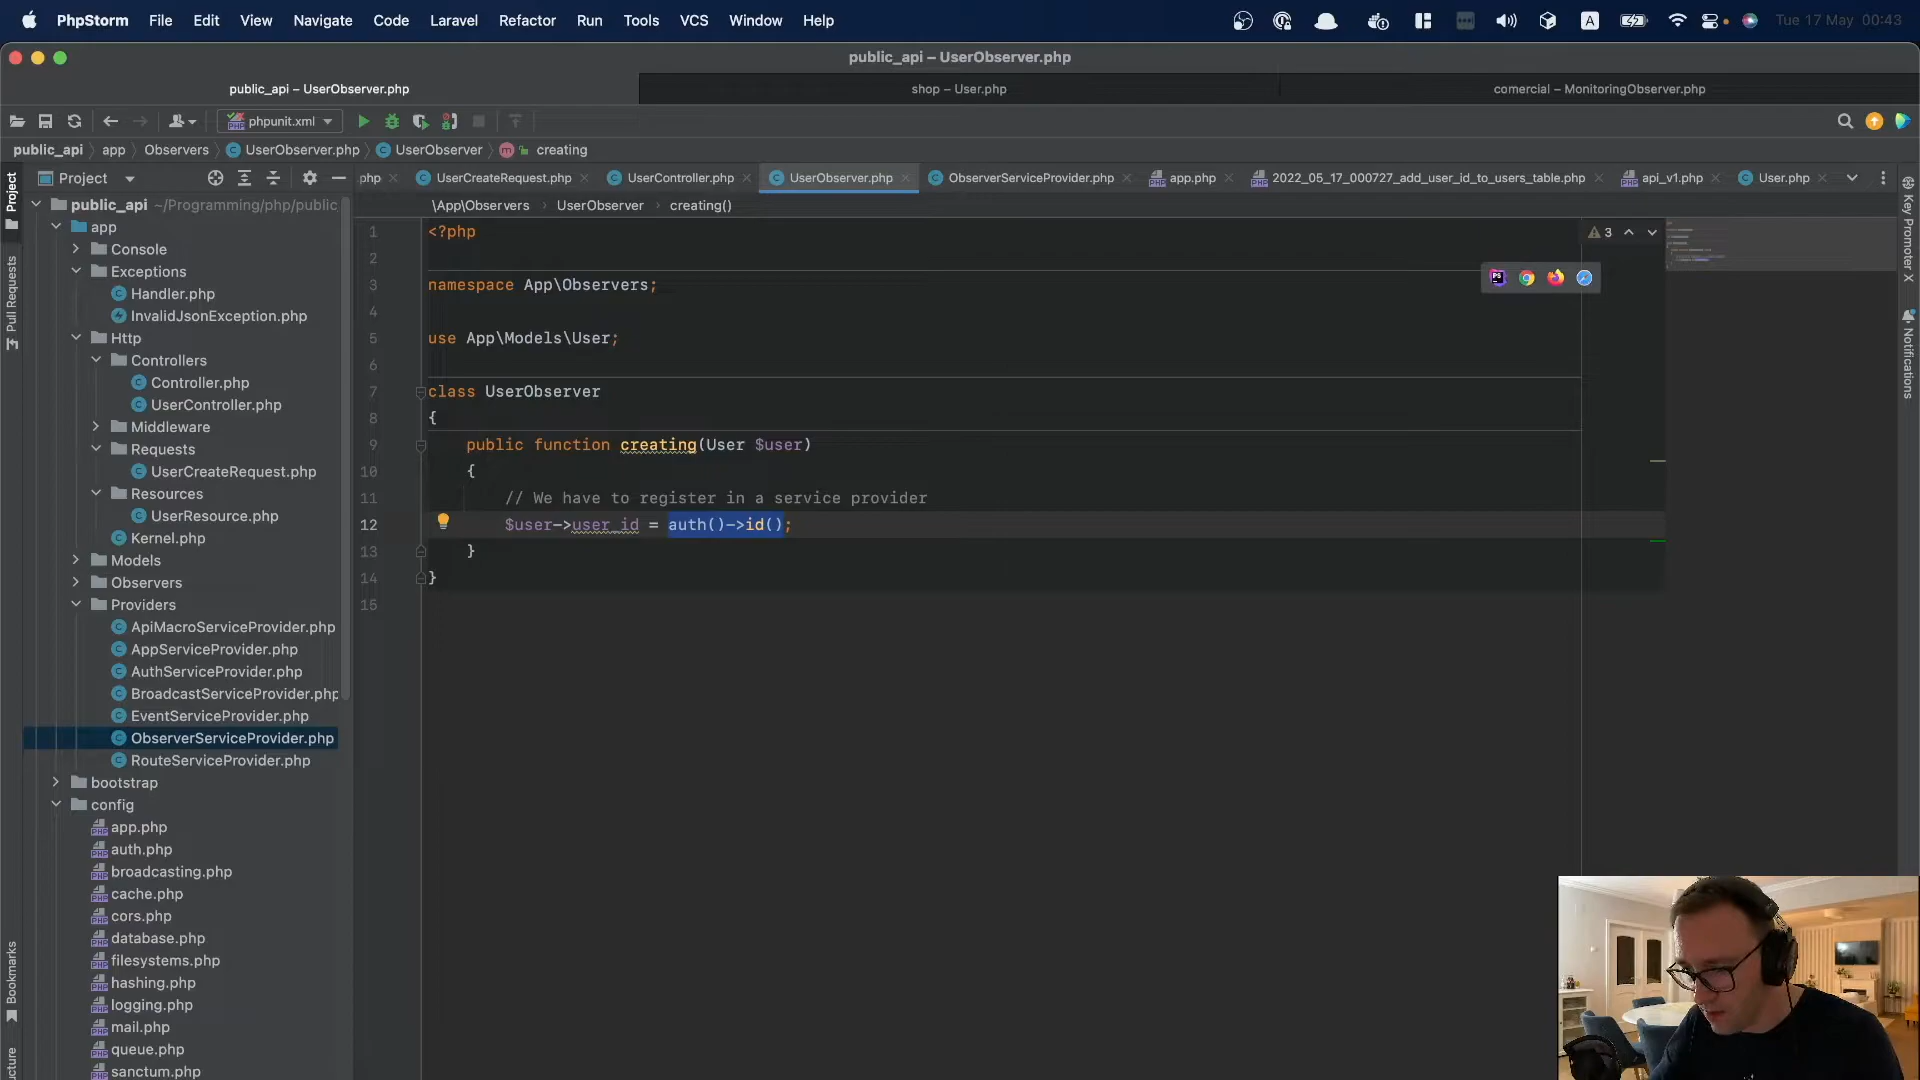 PhpStorm File Edit View Navigate Code Laravel Refactor Run Tools VCS Window Help A Tue 17 May 00:43
public_api – UserObserver.php
public_api – UserObserver.php shop – User.php comercial – MonitoringObserver.php
phpunit.xml
public_api app Observers UserObserver.php UserObserver m creating
Project php UserCreateRequest.php UserController.php UserObserver.php ObserverServiceProvider.php app.php 2022_05_17_000727_add_user_id_to_users_table.php api_v1.php User.php
\App\Observers UserObserver creating()
Project
Pull Requests
Bookmarks
ucture
public_api ~/Programming/php/public
app
Console
Exceptions
Handler.php
InvalidJsonException.php
Http
Controllers
Controller.php
UserController.php
Middleware
Requests
UserCreateRequest.php
Resources
UserResource.php
Kernel.php
Models
Observers
Providers
ApiMacroServiceProvider.php
AppServiceProvider.php
AuthServiceProvider.php
BroadcastServiceProvider.php
EventServiceProvider.php
ObserverServiceProvider.php
RouteServiceProvider.php
bootstrap
config
app.php
auth.php
broadcasting.php
cache.php
cors.php
database.php
filesystems.php
hashing.php
logging.php
mail.php
queue.php
sanctum.php
1 <?php
2
3 namespace App\Observers;
4
5 use App\Models\User;
6
7 class UserObserver
8 {
9 public function creating(User $user)
10 {
11 // We have to register in a service provider
12 $user->user_id = auth()->id();
13 }
14 }
15
3
Key Promoter X
Notifications